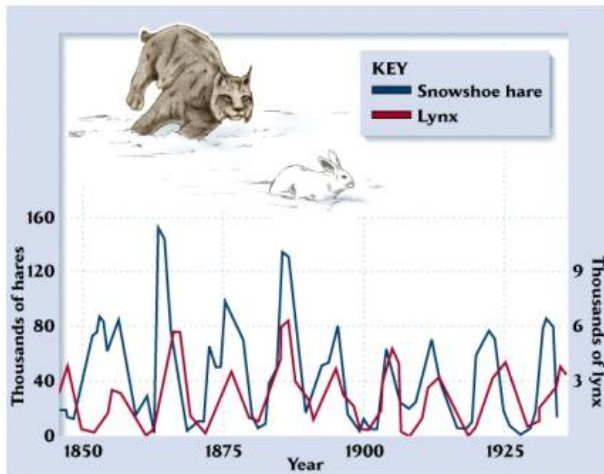 KEY
Snowshoe hare
Lynx
Thousands of hares
160
120
80
40
0
9
6
3
Thousands of lynx
1850
1875
1900
1925
Year